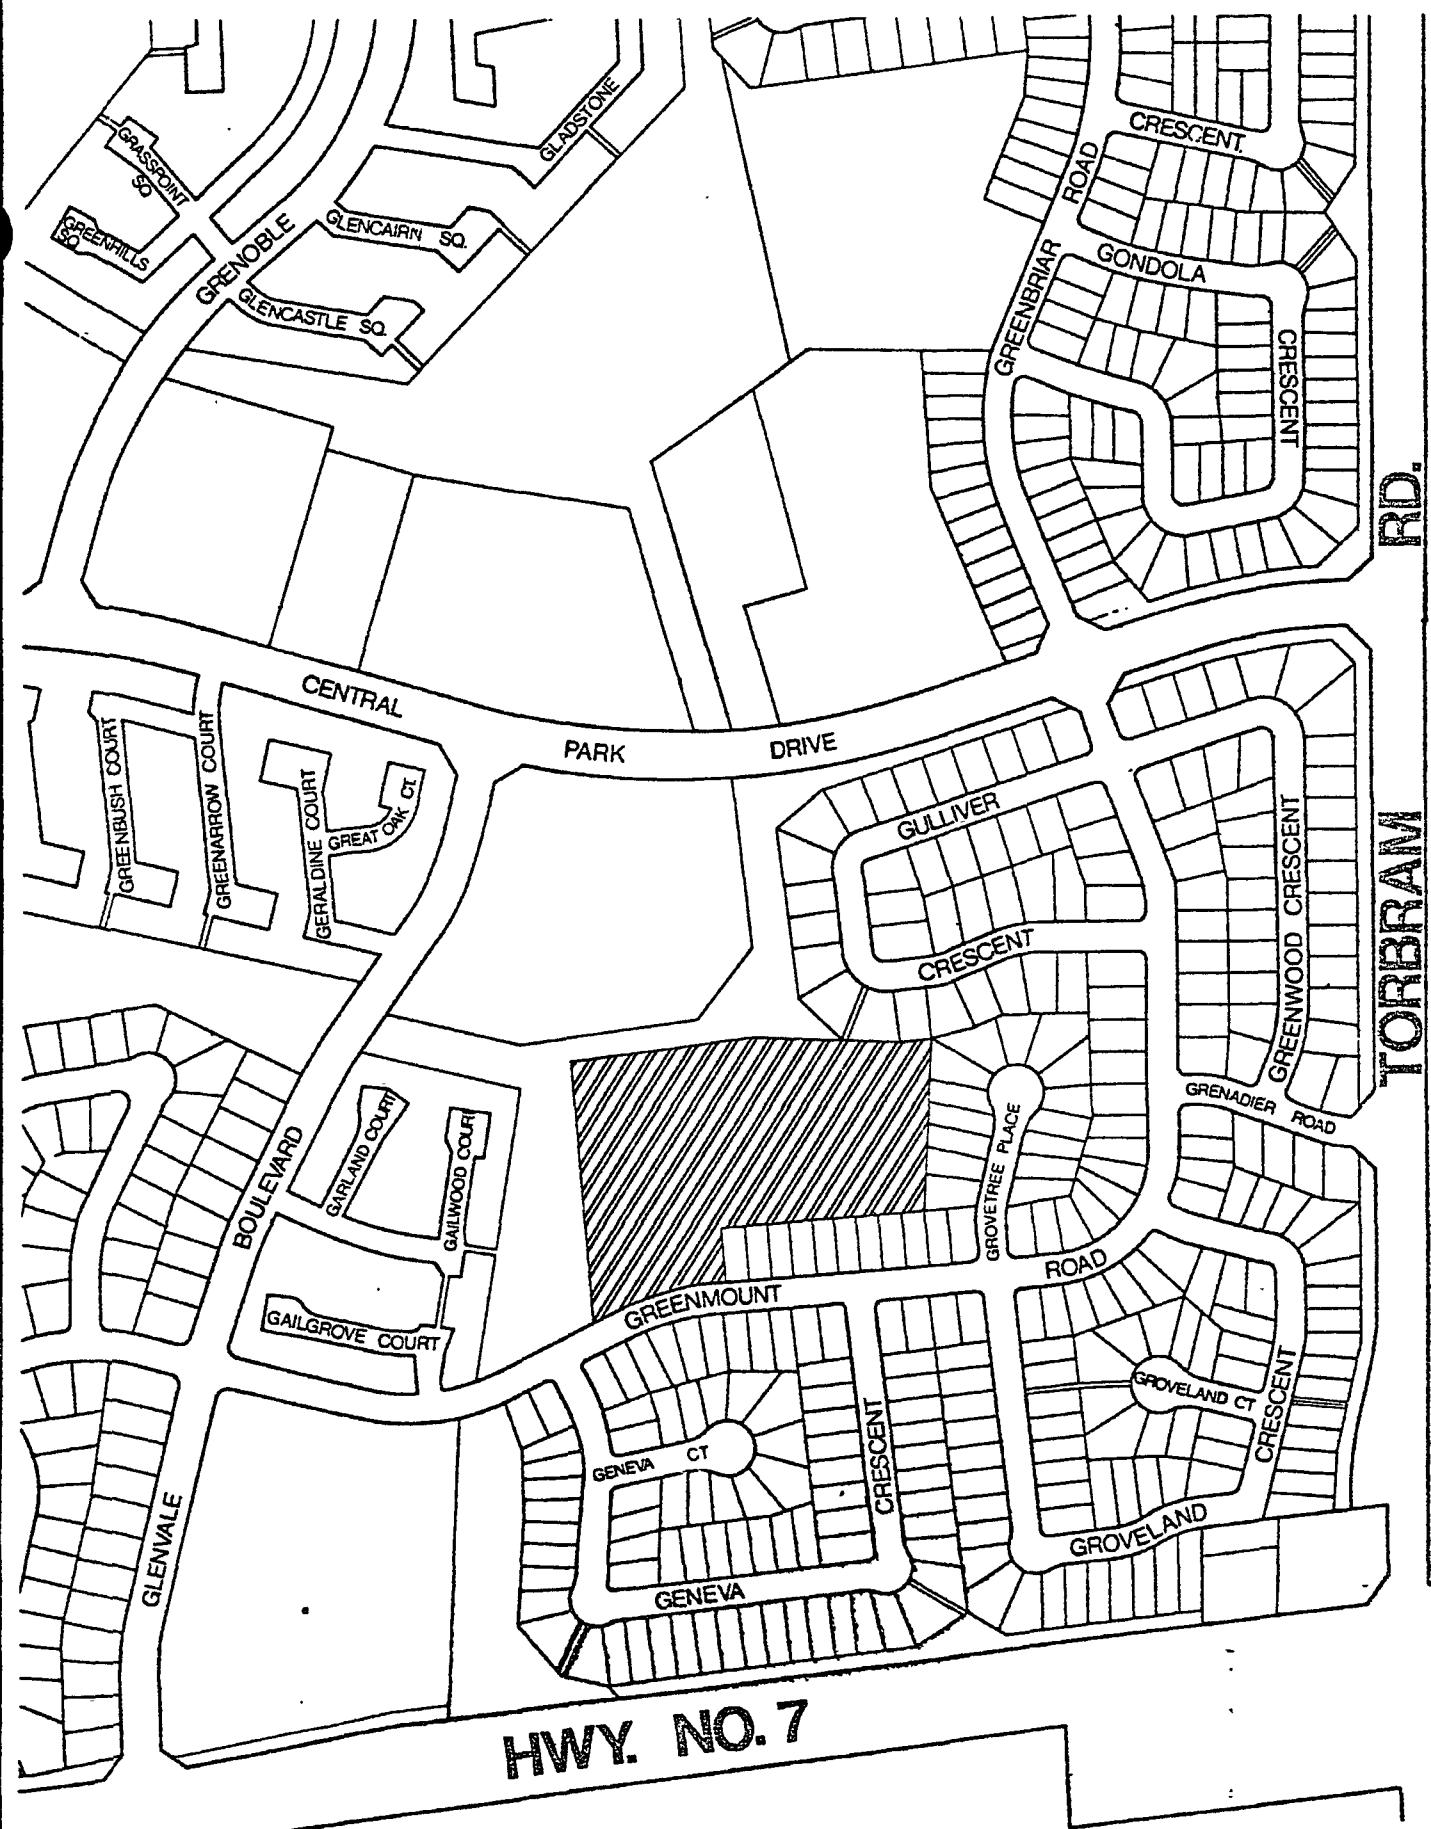 GLADSTONE
CRESCENT.
GRASSPOINT
SQ.
ROAD
GREENHILLS
SQ.
GRENOBLE
GLENCAIRN SQ.
GONDOLA
GREENBRIAR
GLENCASTLE SQ.
CRESCENT
RD.
CENTRAL
PARK
DRIVE
GREENBUSH COURT
GREENARROW COURT
GERALDINE COURT
GREAT OAK CT.
GULLIVER
GREENWOOD CRESCENT
TORBRAM
CRESCENT
GRENADIER ROAD
BOULEVARD
GARLAND COURT
GAILWOOD COURT
GROVETREE PLACE
ROAD
GREENMOUNT
GAILGROVE COURT
GROVELAND CT
CRESCENT
GENEVA CT
CRESCENT
GLENVALE
GROVELAND
GENEVA
HWY. NO. 7